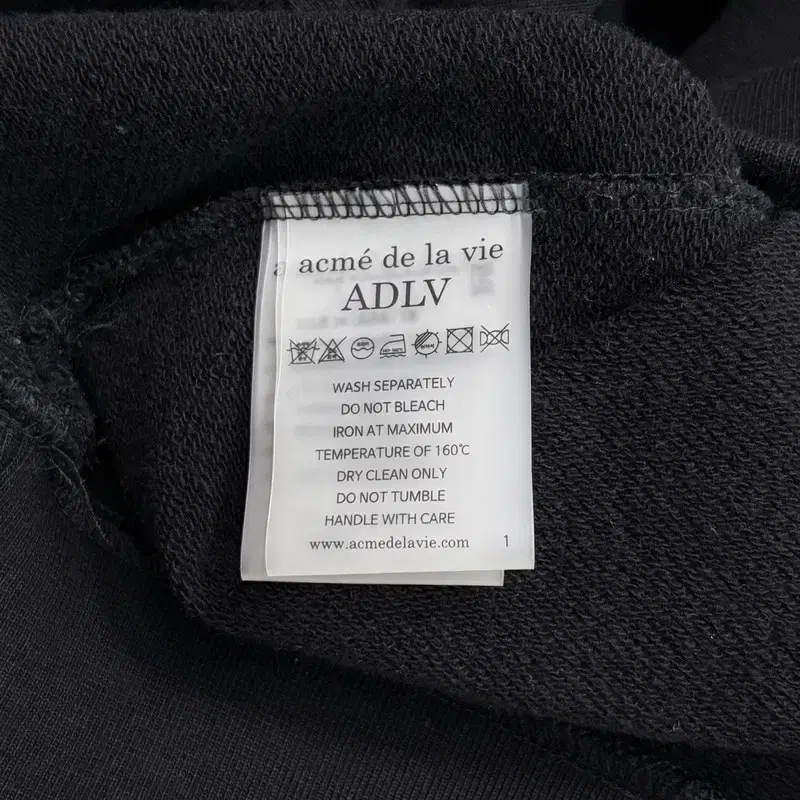 acmé de la vie
ADLV
WASH SEPARATELY
DO NOT BLEACH
IRON AT MAXIMUM
TEMPERATURE OF 160℃
DRY CLEAN ONLY
DO NOT TUMBLE
HANDLE WITH CARE
www.acmedelavie.com 1